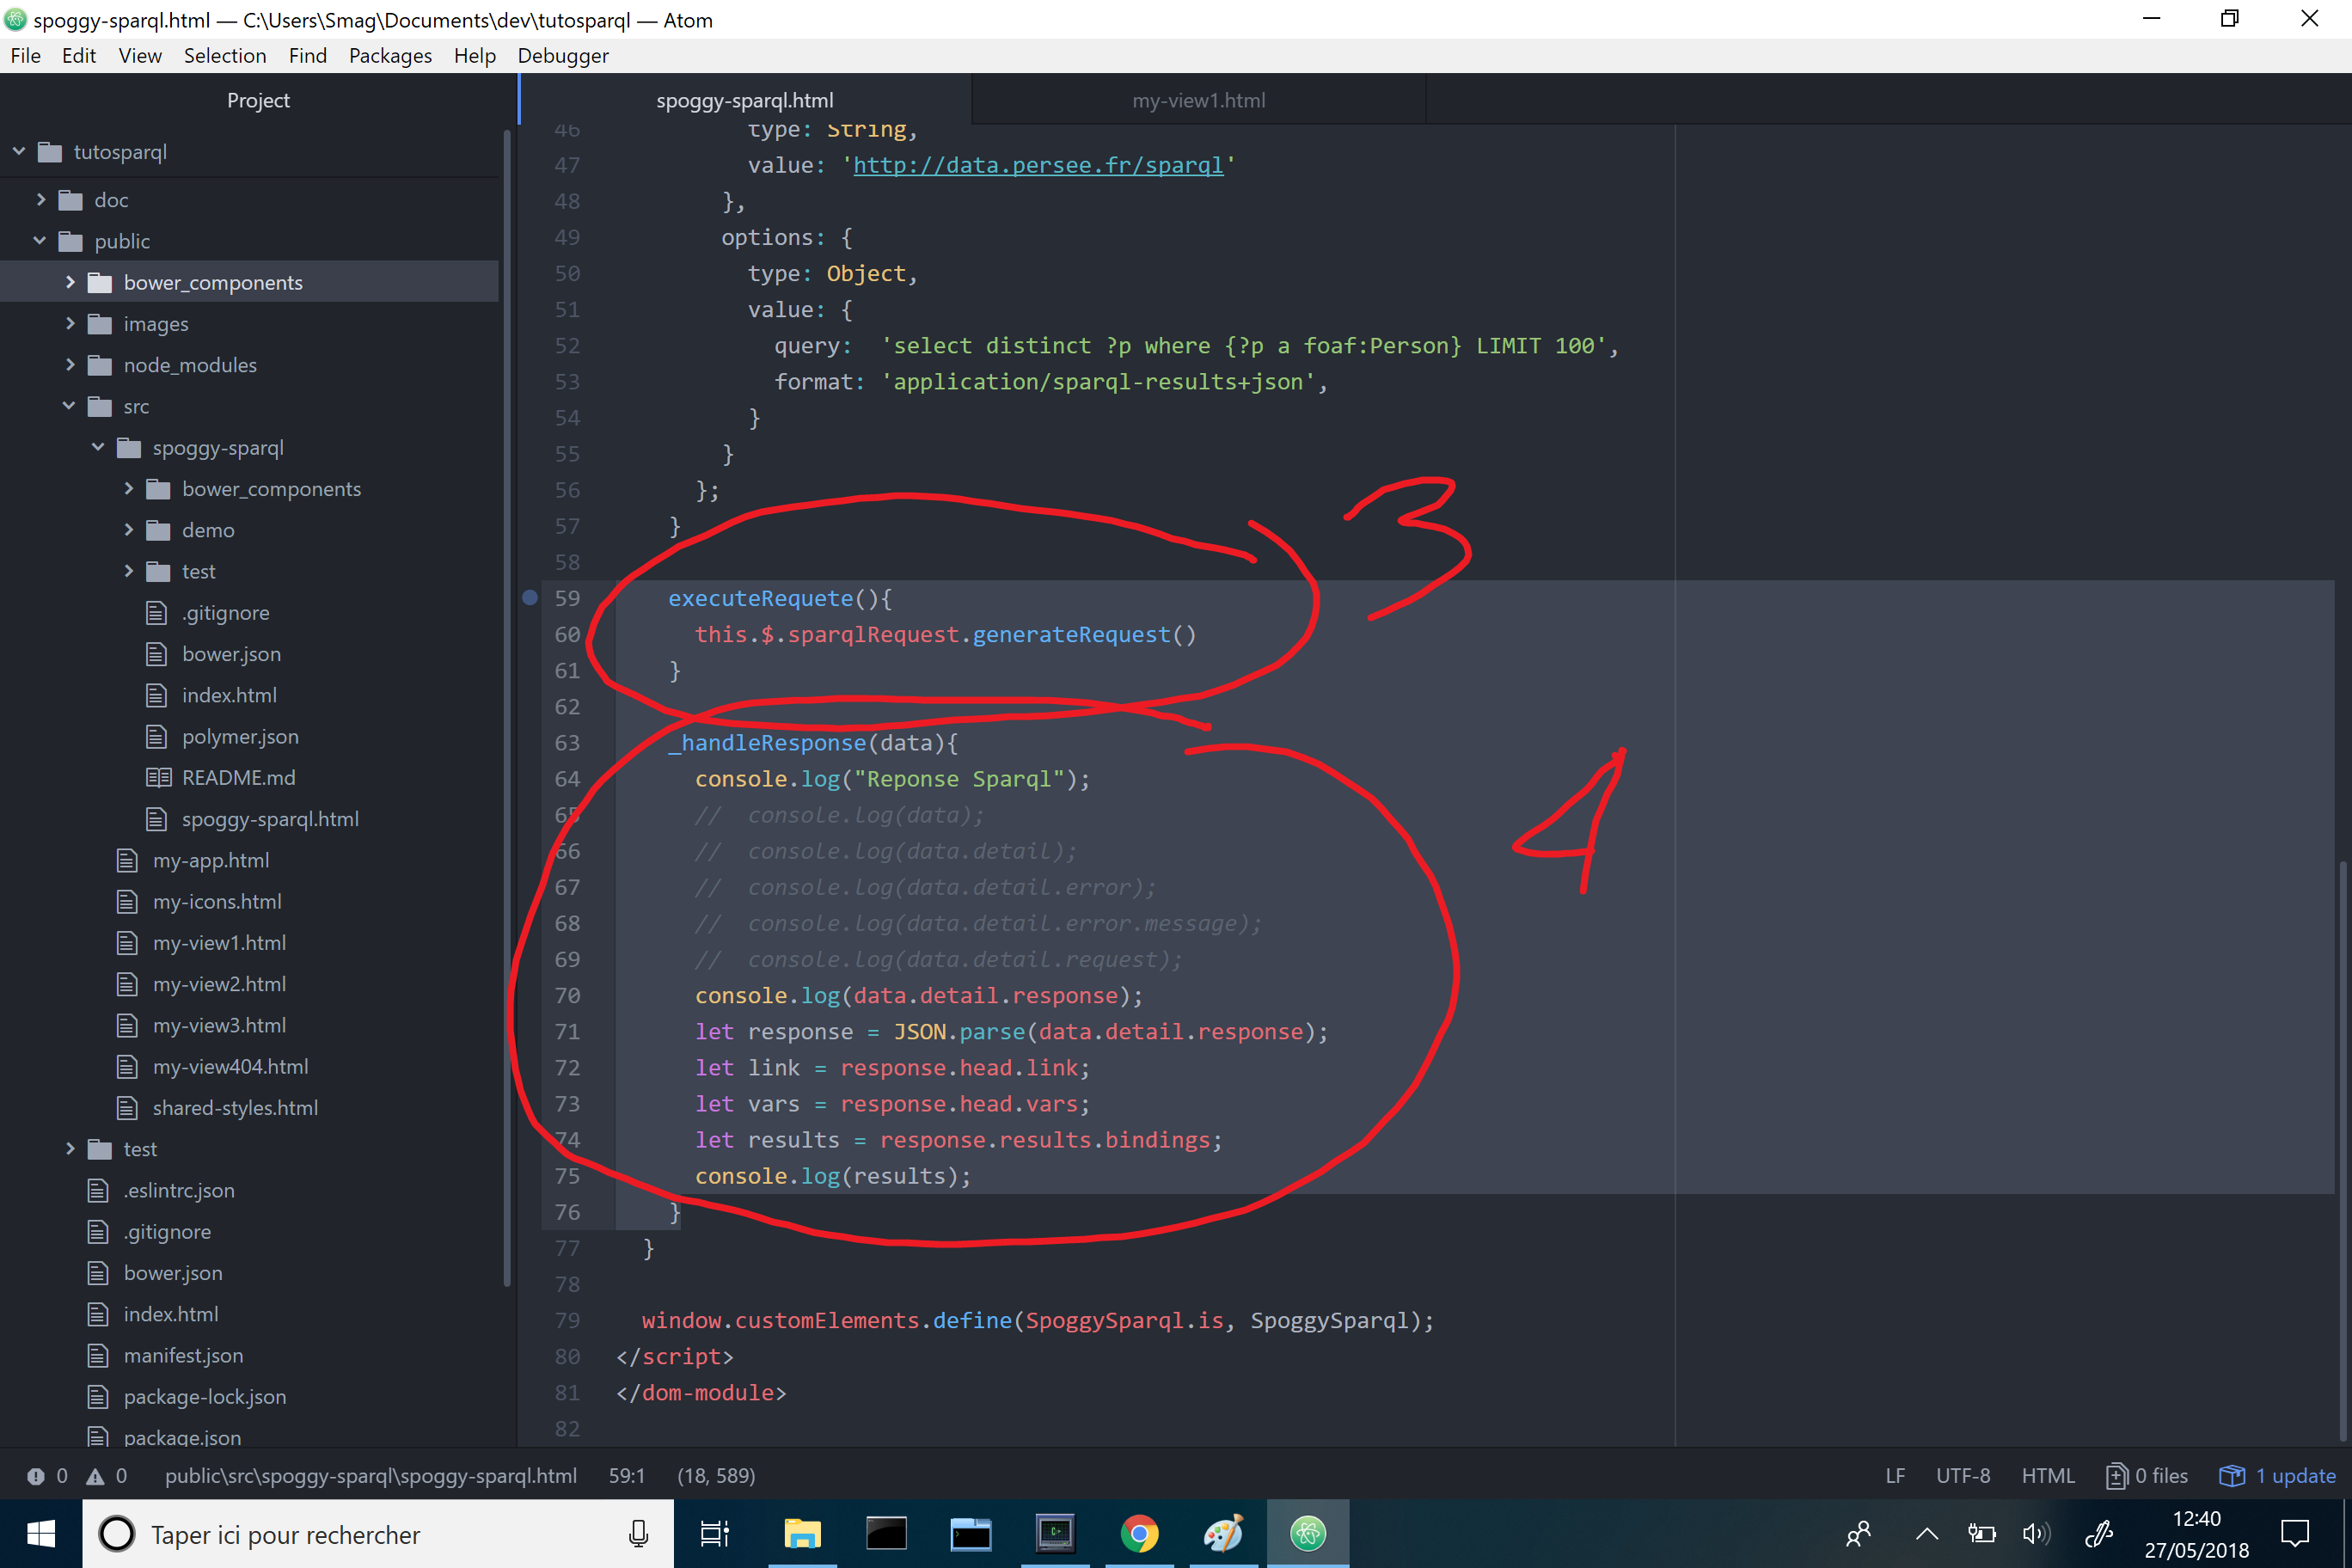 spoggy-sparql.html — C:\Users\Smag\Documents\dev\tutosparql — Atom
File Edit View Selection Find Packages Help Debugger
Project
tutosparql
doc
public
bower_components
images
node_modules
src
spoggy-sparql
bower_components
demo
test
.gitignore
bower.json
index.html
polymer.json
README.md
spoggy-sparql.html
my-app.html
my-icons.html
my-view1.html
my-view2.html
my-view3.html
my-view404.html
shared-styles.html
test
.eslintrc.json
.gitignore
bower.json
index.html
manifest.json
package-lock.json
package.json
spoggy-sparql.html my-view1.html
46 type: String,
47 value: 'http://data.persee.fr/sparql'
48 },
49 options: {
50 type: Object,
51 value: {
52 query: 'select distinct ?p where {?p a foaf:Person} LIMIT 100',
53 format: 'application/sparql-results+json',
54 }
55 }
56 };
57 }
58
59 executeRequete(){
60 this.$.sparqlRequest.generateRequest()
61 }
62
63 _handleResponse(data){
64 console.log("Reponse Sparql");
65 // console.log(data);
66 // console.log(data.detail);
67 // console.log(data.detail.error);
68 // console.log(data.detail.error.message);
69 // console.log(data.detail.request);
70 console.log(data.detail.response);
71 let response = JSON.parse(data.detail.response);
72 let link = response.head.link;
73 let vars = response.head.vars;
74 let results = response.results.bindings;
75 console.log(results);
76 }
77 }
78
79 window.customElements.define(SpoggySparql.is, SpoggySparql);
80 </script>
81 </dom-module>
82
3
4
0 0 public\src\spoggy-sparql\spoggy-sparql.html 59:1 (18, 589) LF UTF-8 HTML 0 files 1 update
Taper ici pour rechercher
12:40
27/05/2018